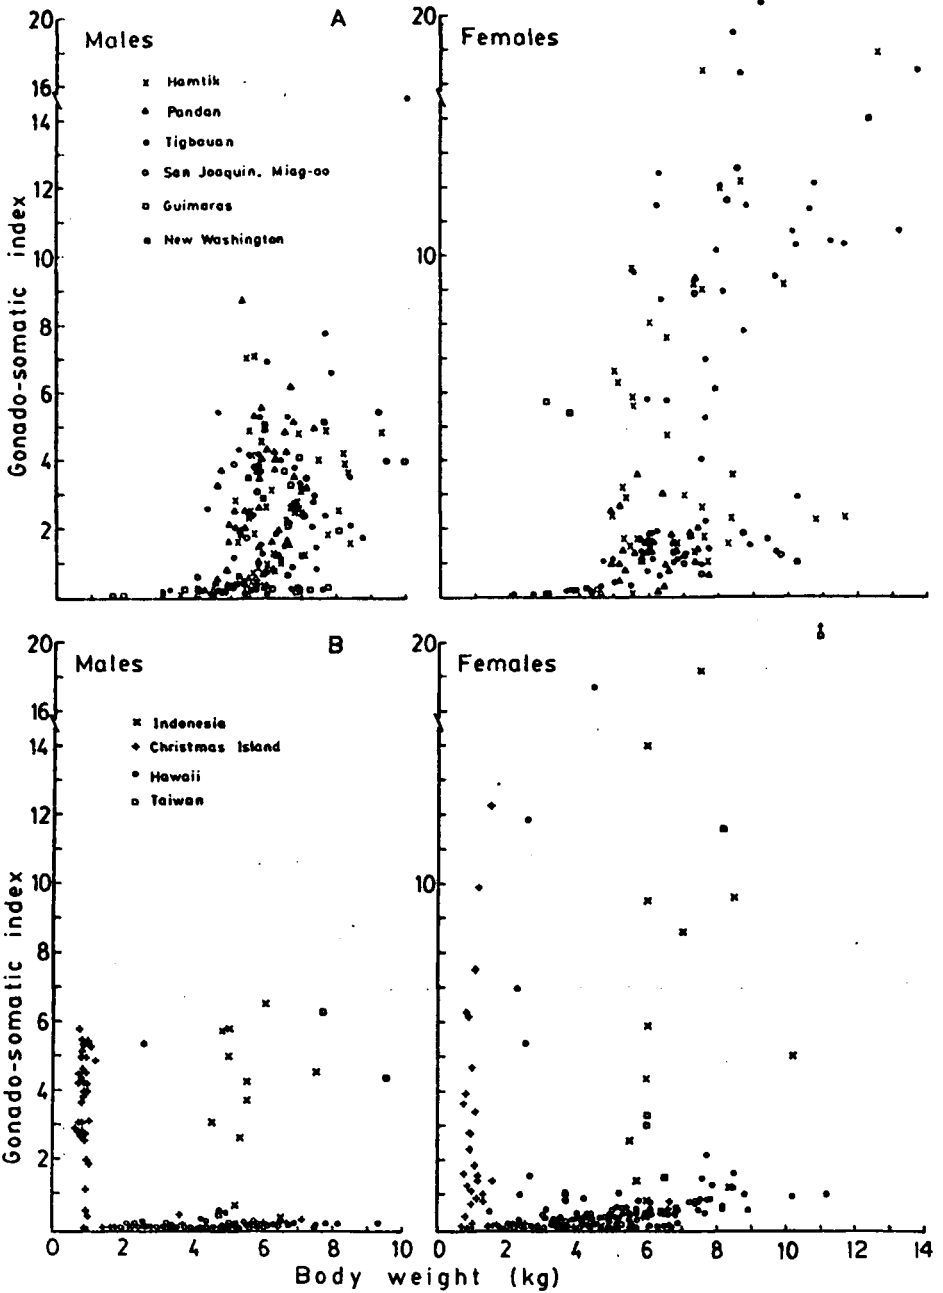 A
Males
Females
x Hamtik
▲ Pandan
● Tigbauan
○ San Joaquin, Miag-ao
□ Guimaras
■ New Washington
20
16
14
12
10
8
6
4
2
20
10
Gonado-somatic index
B
Males
Females
x Indonesia
+ Christmas Island
● Hawaii
□ Taiwan
20
16
14
12
10
8
6
4
2
20
10
Gonado-somatic index
0 2 4 6 8 10
0 2 4 6 8 10 12 14
Body weight (kg)